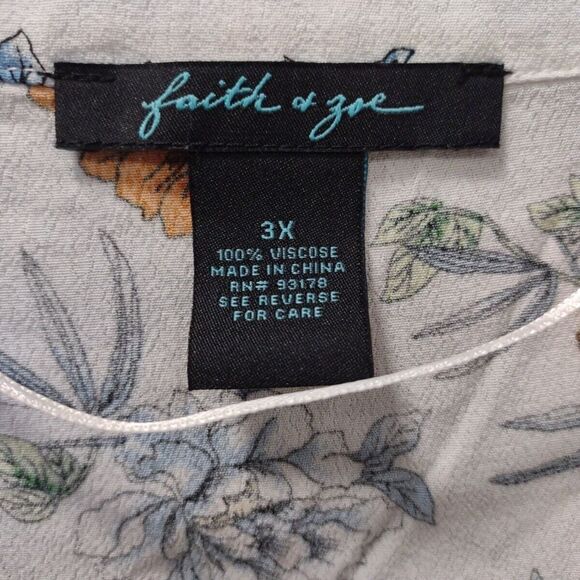 faith & zoe
3X
100% VISCOSE
MADE IN CHINA
RN# 93178
SEE REVERSE
FOR CARE